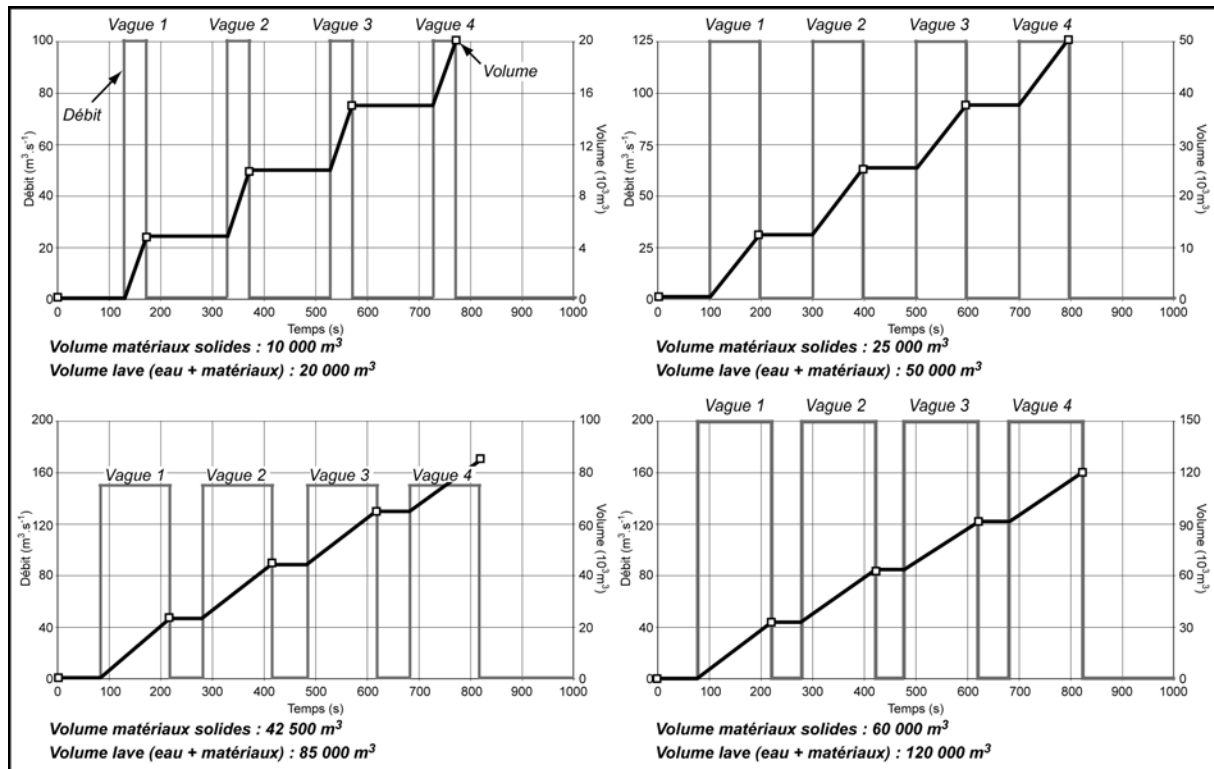 Vague 1 Vague 2 Vague 3 Vague 4
100 80 60 40 20 0
Débit (m³.s⁻¹)
Débit
Volume
20 16 12 8 4 0
Volume (10³m³)
0 100 200 300 400 500 600 700 800 900 1000
Temps (s)
Volume matériaux solides : 10 000 m³
Volume lave (eau + matériaux) : 20 000 m³
Vague 1 Vague 2 Vague 3 Vague 4
125 100 75 50 25 0
Débit (m³.s⁻¹)
50 40 30 20 10 0
Volume (10³m³)
0 100 200 300 400 500 600 700 800 900 1000
Temps (s)
Volume matériaux solides : 25 000 m³
Volume lave (eau + matériaux) : 50 000 m³
200 160 120 80 40 0
Débit (m³.s⁻¹)
Vague 1 Vague 2 Vague 3 Vague 4
100 80 60 40 20 0
Volume (10³m³)
0 100 200 300 400 500 600 700 800 900 1000
Temps (s)
Volume matériaux solides : 42 500 m³
Volume lave (eau + matériaux) : 85 000 m³
Vague 1 Vague 2 Vague 3 Vague 4
200 160 120 80 40 0
Débit (m³.s⁻¹)
150 120 90 60 30 0
Volume (10³m³)
0 100 200 300 400 500 600 700 800 900 1000
Temps (s)
Volume matériaux solides : 60 000 m³
Volume lave (eau + matériaux) : 120 000 m³